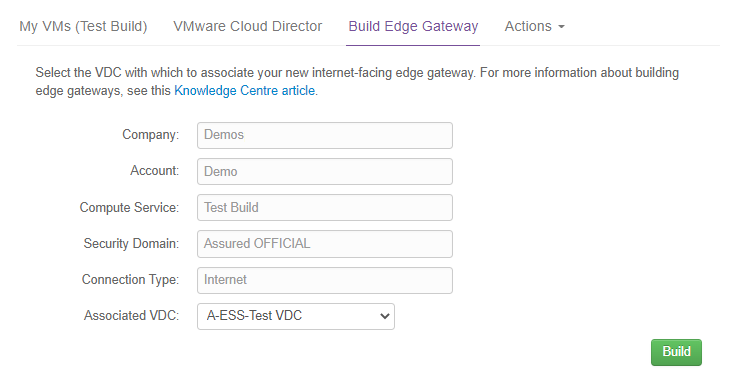 My VMs (Test Build) VMware Cloud Director Build Edge Gateway Actions
Select the VDC with which to associate your new internet-facing edge gateway. For more information about building
edge gateways, see this Knowledge Centre article.
Company: Demos
Account: Demo
Compute Service: Test Build
Security Domain: Assured OFFICIAL
Connection Type: Internet
Associated VDC: A-ESS-Test VDC
Build